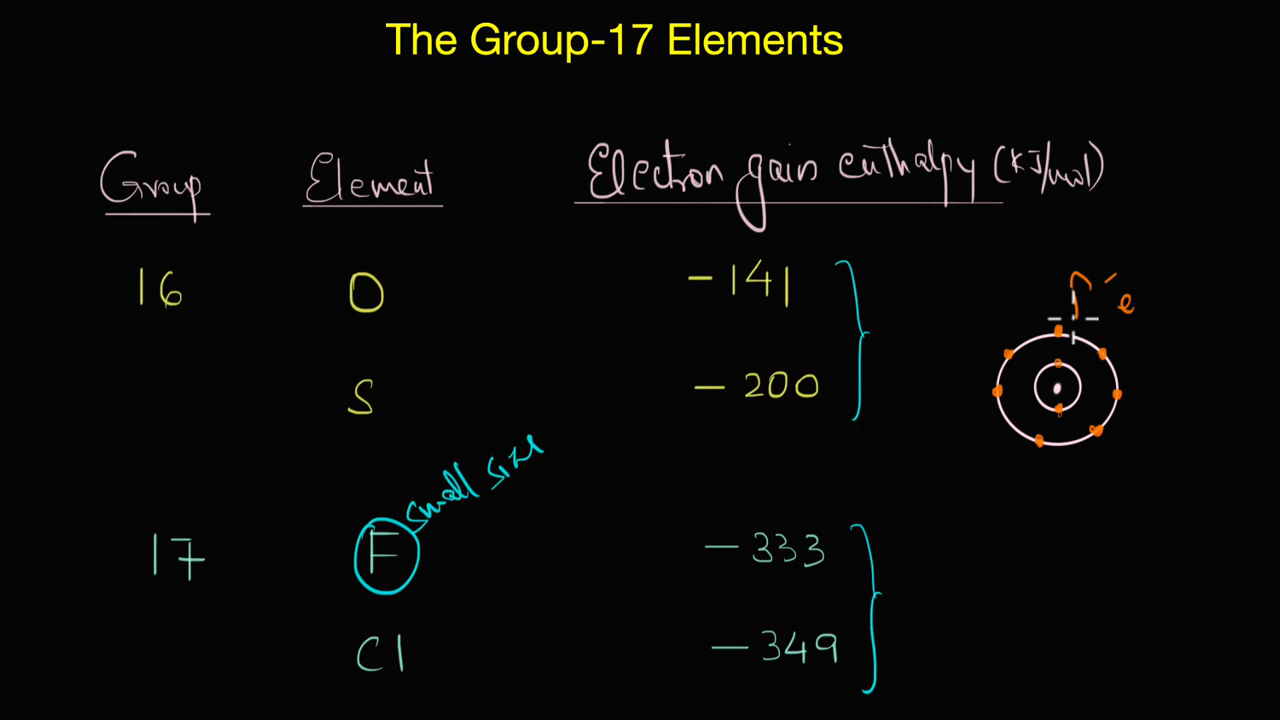 The Group-17 Elements
Group Element Electron gain enthalpy (KJ/mol)
16 O -141
e
S - 200
small size
17 F - 333
Cl - 349